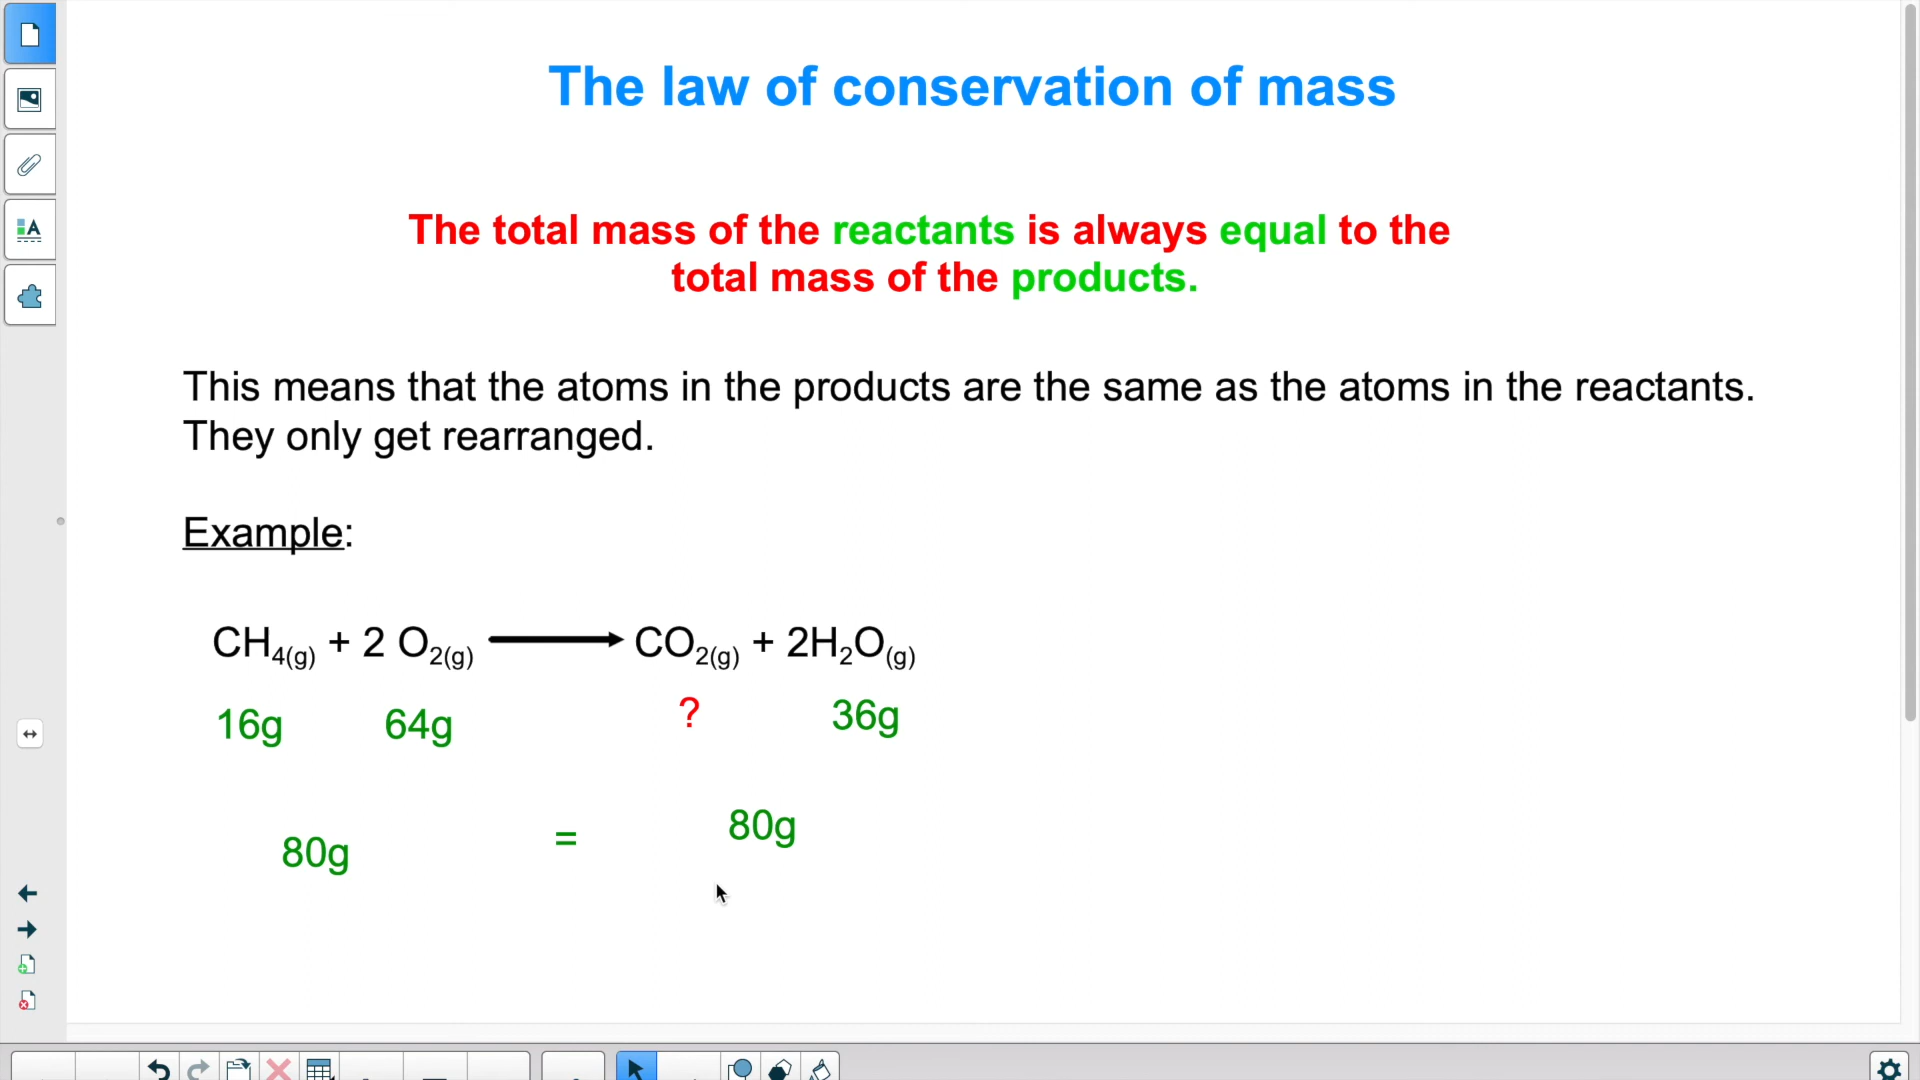 The law of conservation of mass
The total mass of the reactants is always equal to the
total mass of the products.
This means that the atoms in the products are the same as the atoms in the reactants.
They only get rearranged.
Example:
CH₄₍g₎ + 2 O₂₍g₎ ⟶ CO₂₍g₎ + 2H₂O₍g₎
16g 64g ? 36g
80g = 80g